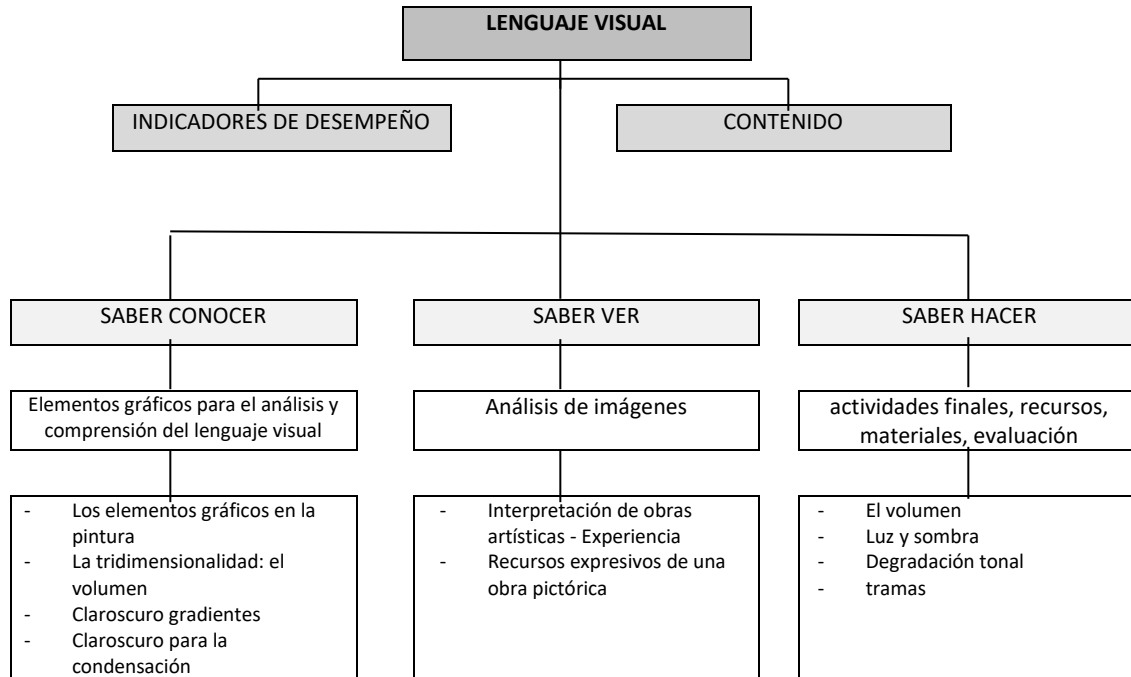 LENGUAJE VISUAL
INDICADORES DE DESEMPEÑO
CONTENIDO
SABER CONOCER
SABER VER
SABER HACER
Elementos gráficos para el análisis y
comprensión del lenguaje visual
Análisis de imágenes
actividades finales, recursos,
materiales, evaluación
- Los elementos gráficos en la
pintura
- La tridimensionalidad: el
volumen
- Claroscuro gradientes
- Claroscuro para la
condensación
- Interpretación de obras
artísticas - Experiencia
- Recursos expresivos de una
obra pictórica
- El volumen
- Luz y sombra
- Degradación tonal
- tramas